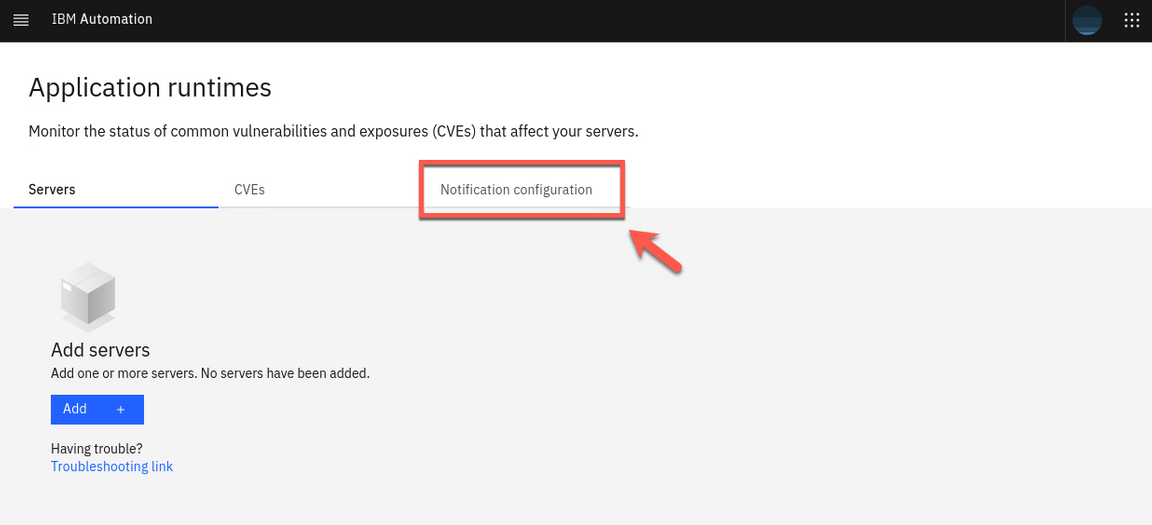 IBM Automation
Application runtimes
Monitor the status of common vulnerabilities and exposures (CVEs) that affect your servers.
Servers
CVEs
Notification configuration
Add servers
Add one or more servers. No servers have been added.
Add +
Having trouble?
Troubleshooting link